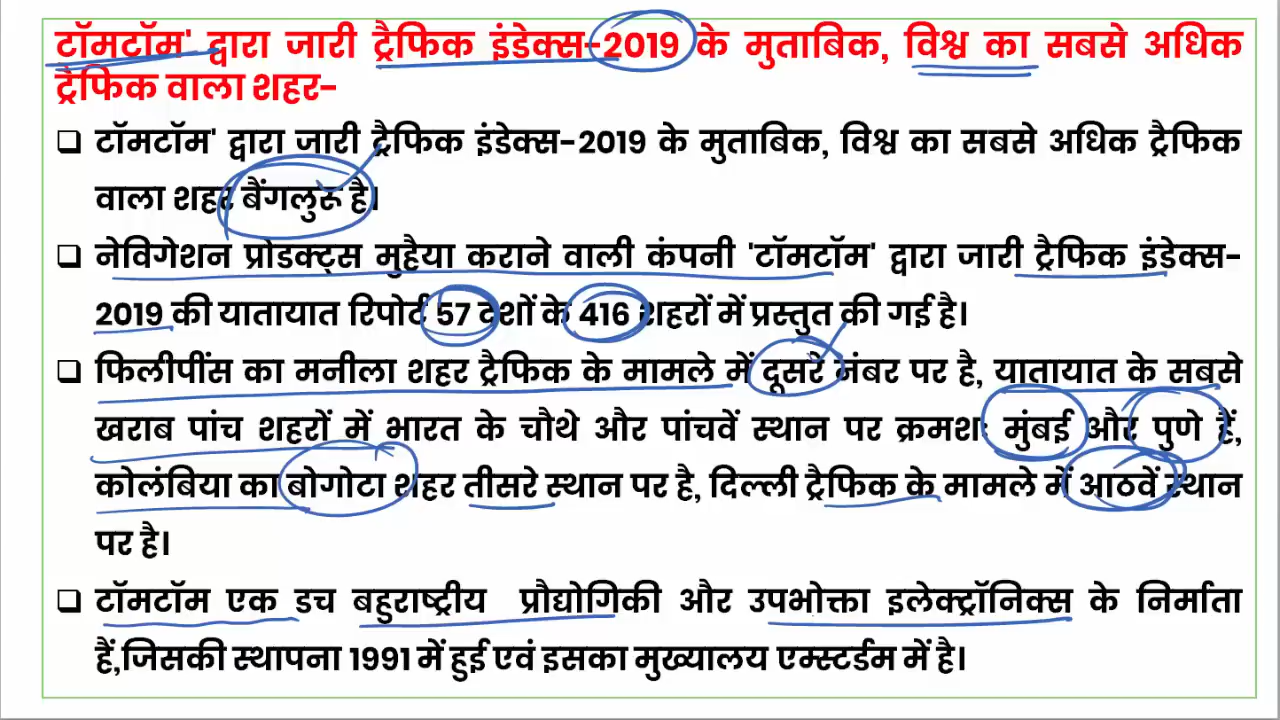 टॉमटॉम' द्वारा जारी ट्रैफिक इंडेक्स-2019 के मुताबिक, विश्व का सबसे अधिक
ट्रैफिक वाला शहर-
❑ टॉमटॉम' द्वारा जारी ट्रैफिक इंडेक्स-2019 के मुताबिक, विश्व का सबसे अधिक ट्रैफिक
वाला शहर बैंगलुरू है।
❑ नेविगेशन प्रोडक्ट्स मुहैया कराने वाली कंपनी 'टॉमटॉम' द्वारा जारी ट्रैफिक इंडेक्स-
2019 की यातायात रिपोर्ट 57 देशों के 416 शहरों में प्रस्तुत की गई है।
❑ फिलीपींस का मनीला शहर ट्रैफिक के मामले में दूसरे नंबर पर है, यातायात के सबसे
खराब पांच शहरों में भारत के चौथे और पांचवें स्थान पर क्रमशः मुंबई और पुणे हैं,
कोलंबिया का बोगोटा शहर तीसरे स्थान पर है, दिल्ली ट्रैफिक के मामले में आठवें स्थान
पर है।
❑ टॉमटॉम एक डच बहुराष्ट्रीय प्रौद्योगिकी और उपभोक्ता इलेक्ट्रॉनिक्स के निर्माता
हैं,जिसकी स्थापना 1991 में हुई एवं इसका मुख्यालय एम्स्टर्डम में है।